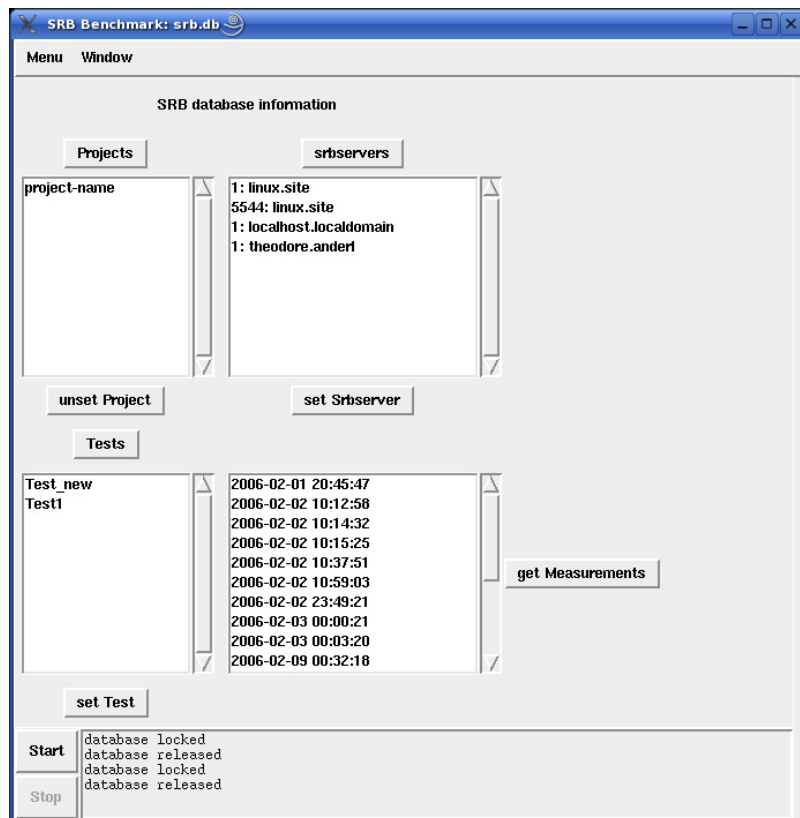 SRB Benchmark: srb.db
Menu Window
SRB database information
Projects
srbservers
project-name
1: linux.site
5544: linux.site
1: localhost.localdomain
1: theodore.anderl
unset Project
set Srbserver
Tests
Test_new
Test1
2006-02-01 20:45:47
2006-02-02 10:12:58
2006-02-02 10:14:32
2006-02-02 10:15:25
2006-02-02 10:37:51
2006-02-02 10:59:03
2006-02-02 23:49:21
2006-02-03 00:00:21
2006-02-03 00:03:20
2006-02-09 00:32:18
get Measurements
set Test
Start
Stop
database locked
database released
database locked
database released